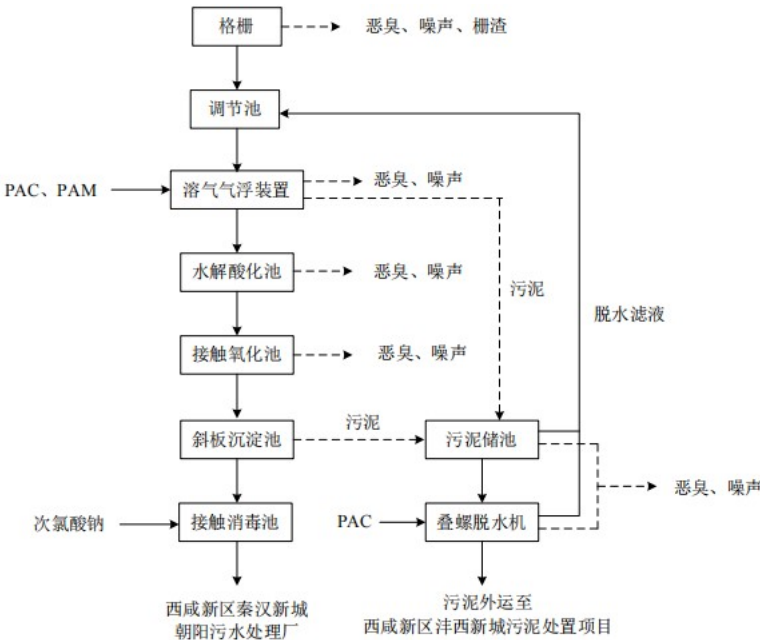 格栅
恶臭、噪声、栅渣
调节池
PAC、PAM
溶气气浮装置
恶臭、噪声
水解酸化池
恶臭、噪声
污泥
脱水滤液
接触氧化池
恶臭、噪声
斜板沉淀池
污泥
污泥储池
恶臭、噪声
次氯酸钠
接触消毒池
PAC
叠螺脱水机
西咸新区秦汉新城
朝阳污水处理厂
污泥外运至
西咸新区沣西新城污泥处置项目